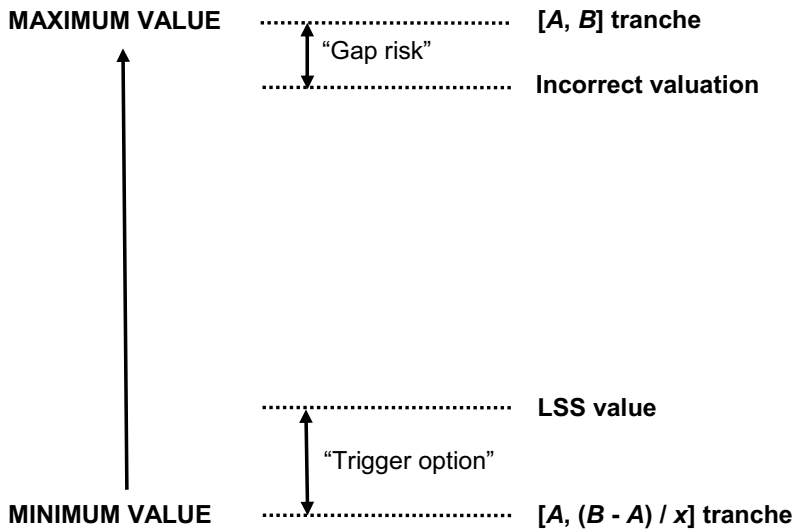 MAXIMUM VALUE
[A, B] tranche
“Gap risk”
Incorrect valuation
LSS value
“Trigger option”
MINIMUM VALUE
[A, (B - A) / x] tranche